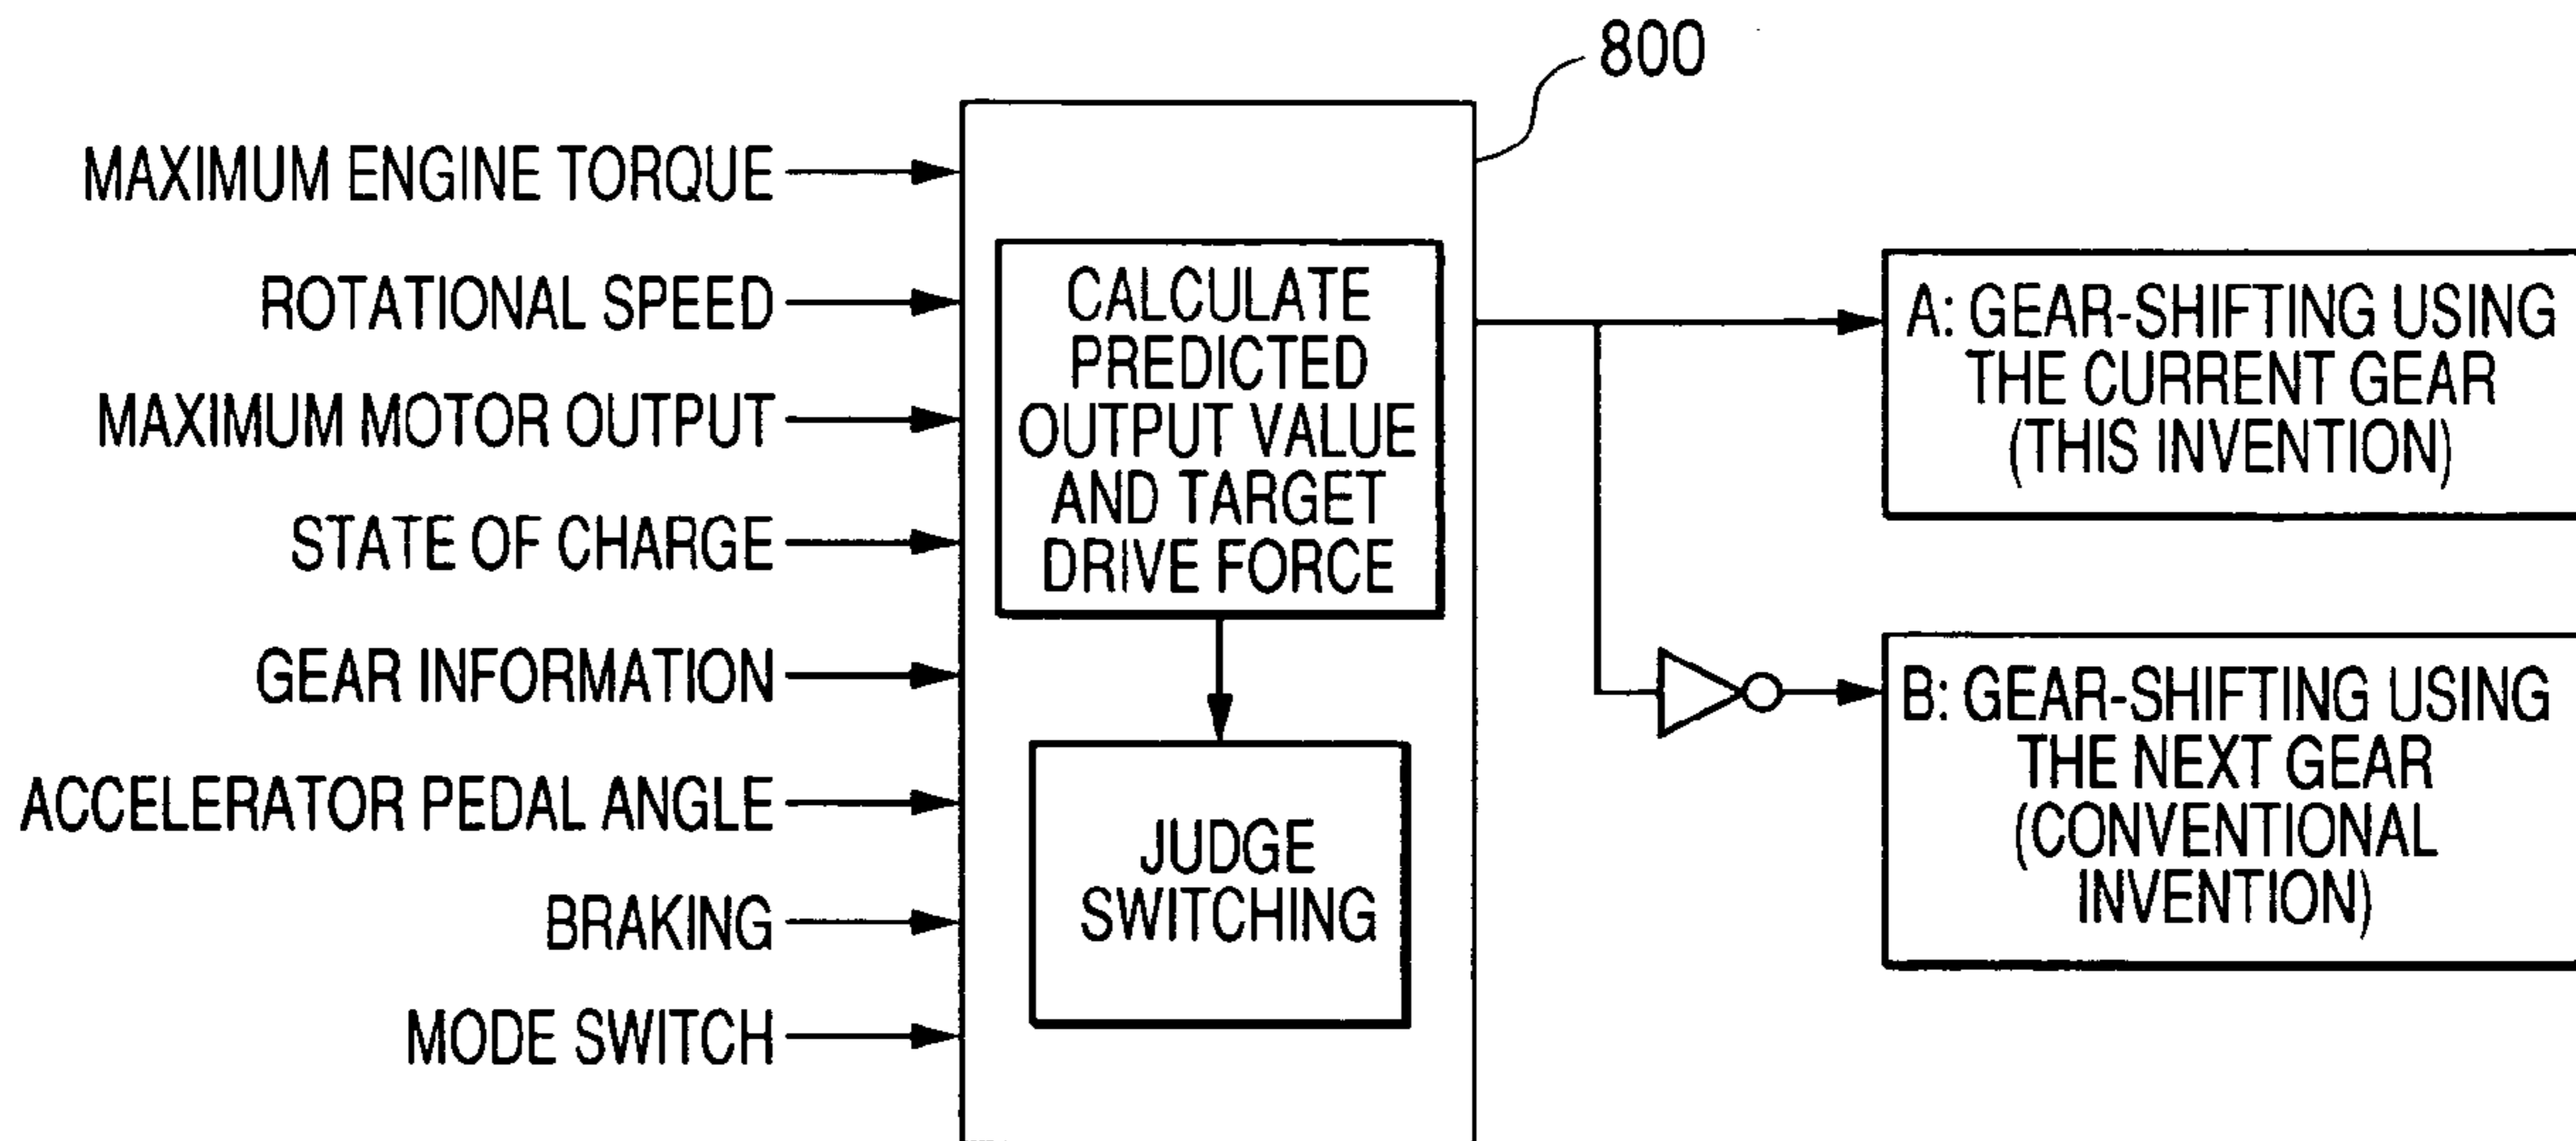 800
MAXIMUM ENGINE TORQUE
ROTATIONAL SPEED
MAXIMUM MOTOR OUTPUT
STATE OF CHARGE
GEAR INFORMATION
ACCELERATOR PEDAL ANGLE
BRAKING
MODE SWITCH
CALCULATE
PREDICTED
OUTPUT VALUE
AND TARGET
DRIVE FORCE
JUDGE
SWITCHING
A: GEAR-SHIFTING USING
THE CURRENT GEAR
(THIS INVENTION)
B: GEAR-SHIFTING USING
THE NEXT GEAR
(CONVENTIONAL
INVENTION)